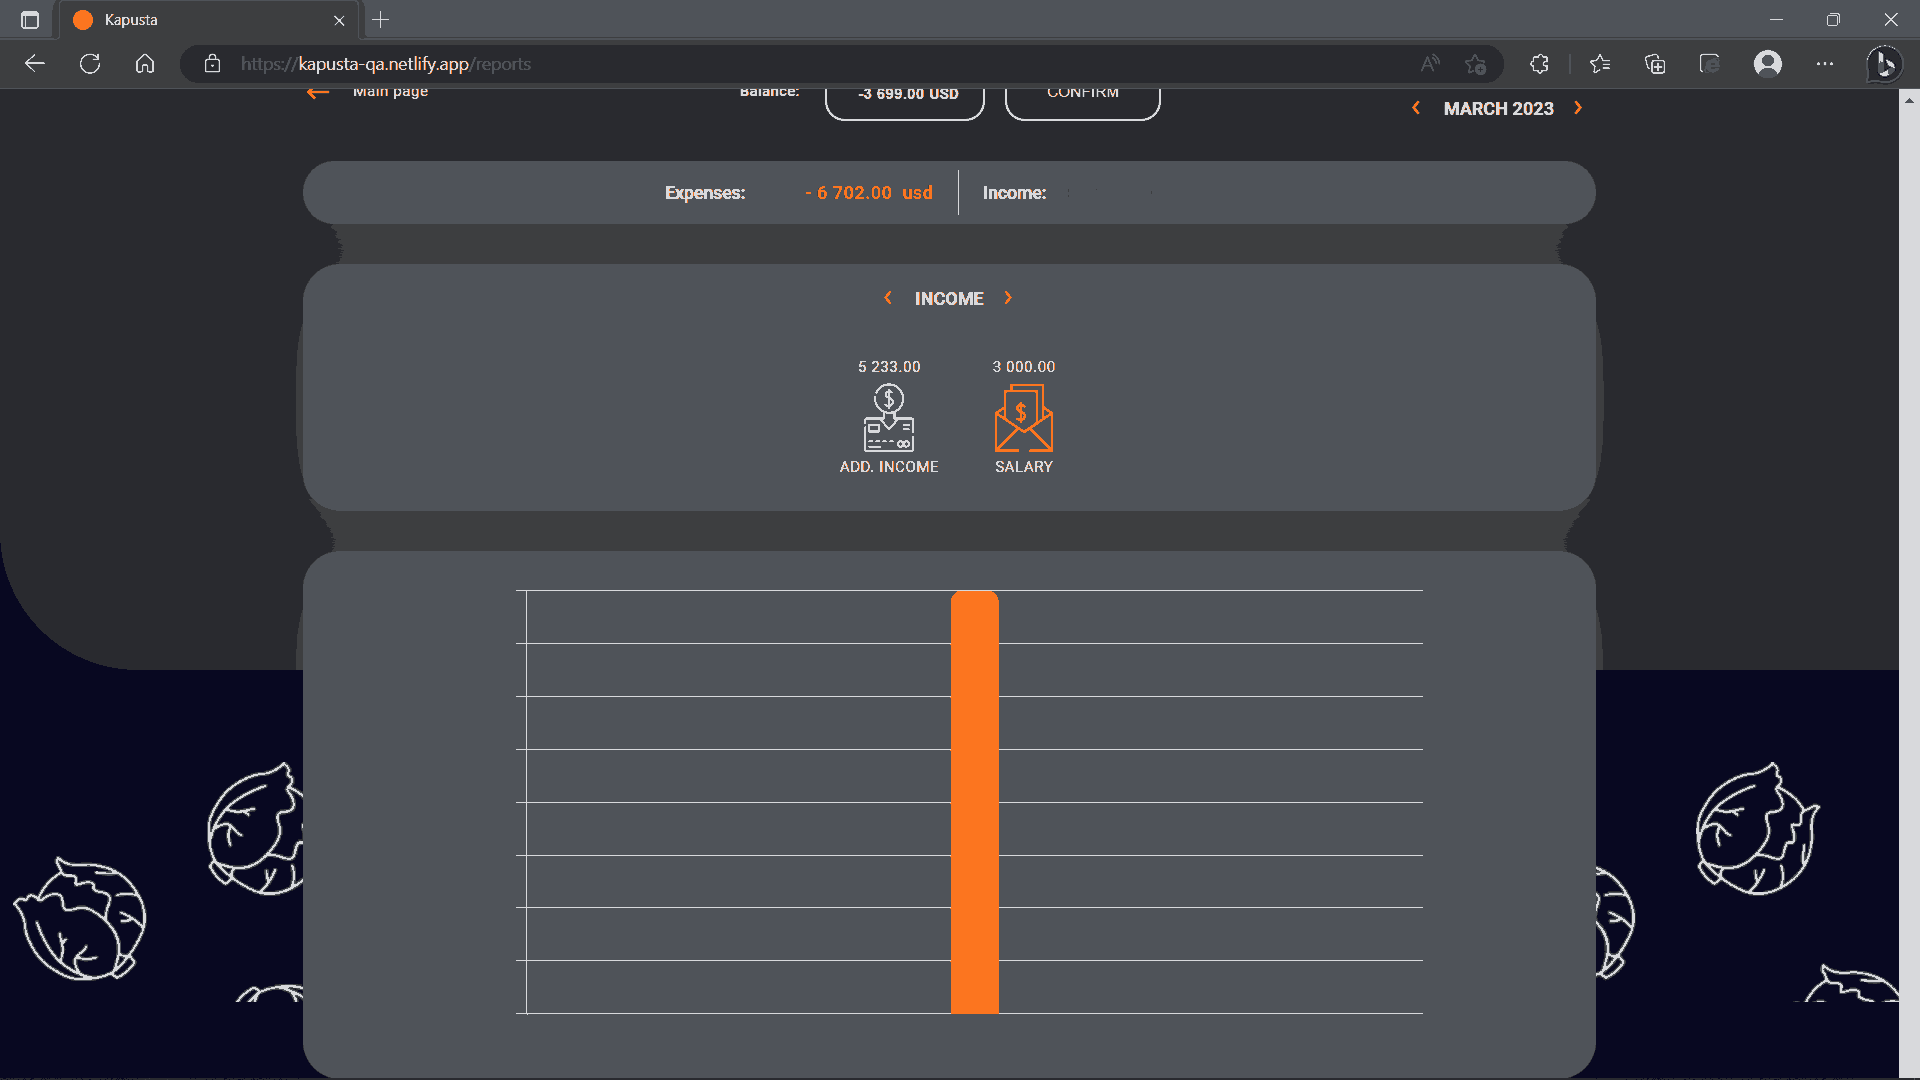 Kapusta
https://kapusta-qa.netlify.app/reports
Main page
Balance:
-3 699.00 USD
CONFIRM
MARCH 2023
Expenses: - 6 702.00 usd
Income:
INCOME
5 233.00
3 000.00
ADD. INCOME
SALARY